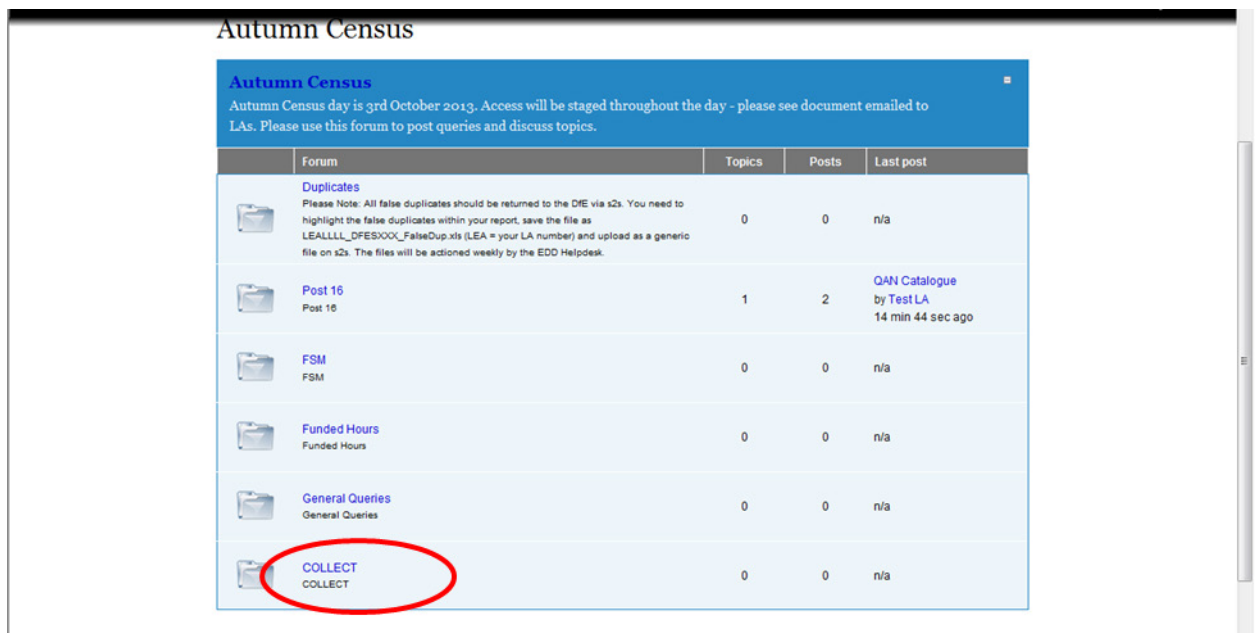 Autumn Census
Autumn Census
Autumn Census day is 3rd October 2013. Access will be staged throughout the day - please see document emailed to
LAs. Please use this forum to post queries and discuss topics.
Forum Topics Posts Last post
Duplicates
Please Note: All false duplicates should be returned to the DfE via s2s. You need to
highlight the false duplicates within your report, save the file as
LEALLLL_DFESXXX_FalseDup.xls (LEA = your LA number) and upload as a generic
file on s2s. The files will be actioned weekly by the EDD Helpdesk.
0 0 n/a
Post 16
Post 16
1 2
QAN Catalogue
by Test LA
14 min 44 sec ago
FSM
FSM
0 0 n/a
Funded Hours
Funded Hours
0 0 n/a
General Queries
General Queries
0 0 n/a
COLLECT
COLLECT
0 0 n/a